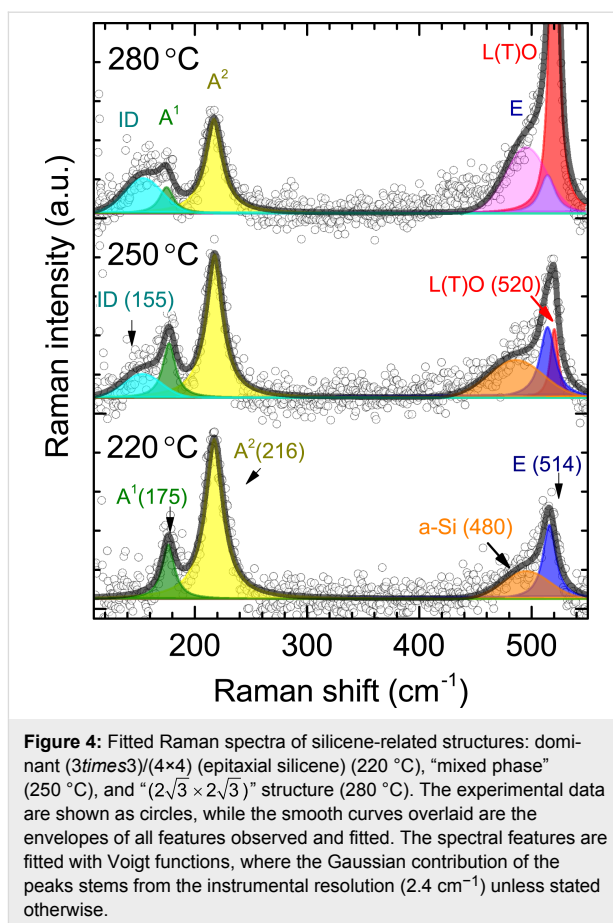 280 °C
L(T)O
A²
ID
A¹
E
250 °C
ID (155)
L(T)O (520)
220 °C
A²(216)
E (514)
A¹(175)
a-Si (480)
Raman intensity (a.u.)
200 300 400 500
Raman shift (cm⁻¹)
Figure 4: Fitted Raman spectra of silicene-related structures: domi-
nant (3times3)/(4×4) (epitaxial silicene) (220 °C), “mixed phase”
(250 °C), and “(2√3 × 2√3)” structure (280 °C). The experimental data
are shown as circles, while the smooth curves overlaid are the
envelopes of all features observed and fitted. The spectral features are
fitted with Voigt functions, where the Gaussian contribution of the
peaks stems from the instrumental resolution (2.4 cm⁻¹) unless stated
otherwise.